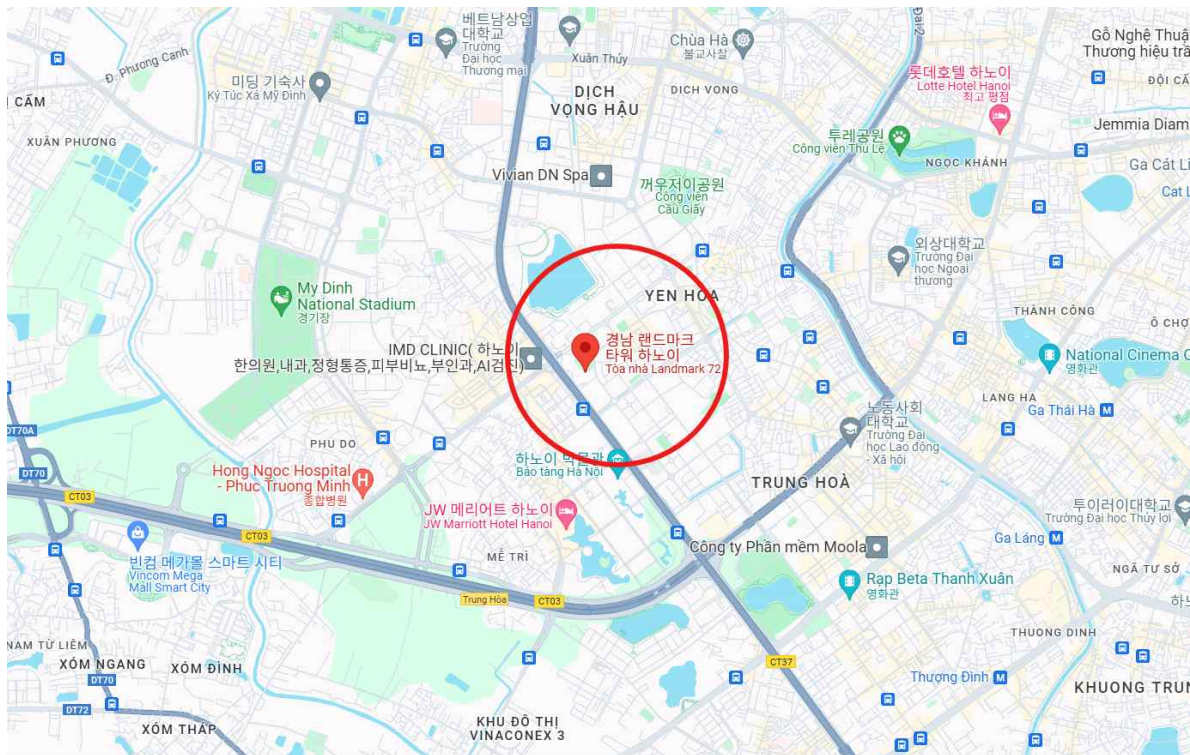 베트남상업
대학교
Trường
Đại học
Thương mại
Xuân Thủy
Chùa Hà
불교사찰
Đại 2
Gỗ Nghệ Thuậ
Thương hiệu trầ
Đ. Phương Canh
미딩 기숙사
Ký Túc Xá Mỹ Đình
DỊCH
VỌNG HẬU
DICH VONG
롯데호텔 하노이
Lotte Hotel Hanoi
최고 평점
ĐỘI CẤ
CẤM
XUÂN PHƯƠNG
투레공원
Công viên Thủ Lệ
Jemmia Diam
NGOC KHÁNH
Ga Cát Li
Cat L
Vivian DN Spa
꺼우저이공원
Công viên
Cầu Giấy
외상대학교
Trường Đại
học Ngoại
thương
My Dinh
National Stadium
경기장
YEN HOA
THÀNH CÔNG
Ô CHỢ
IMD CLINIC( 하노이
한의원,내과,정형통증,피부비뇨,부인과,AI검진)
경남 랜드마크
타워 하노이
Tòa nhà Landmark 72
National Cinema C
영화관
LANG HA
Ga Thái Hà
노동사회
대학교
Trường Đại
học Lao động
- Xã hội
DT70A
PHU DO
DT70
Hong Ngoc Hospital
- Phuc Truong Minh
종합병원
하노이 박물관
Bảo tàng Hà Nội
TRUNG HOÀ
CT03
JW 메리어트 하노이
JW Marriott Hotel Hanoi
투이러이대학교
Trường Đại học Thủy lợi
CT03
빈컴 메가몰 스마트 시티
Vincom Mega
Mall Smart City
MỄ TRÌ
Công ty Phần mềm Moola
Ga Láng
NGÃ TƯ SỞ
Rạp Beta Thanh Xuân
영화관
Trung Hòa
CT03
하노
THUONG DINH
NAM TỪ LIÊM
XÓM NGANG
XÓM ĐÌNH
DT70
CT37
Thượng Đình
KHUONG TRUN
DT72
XÓM THÁP
KHU ĐÔ THỊ
VINACONEX 3